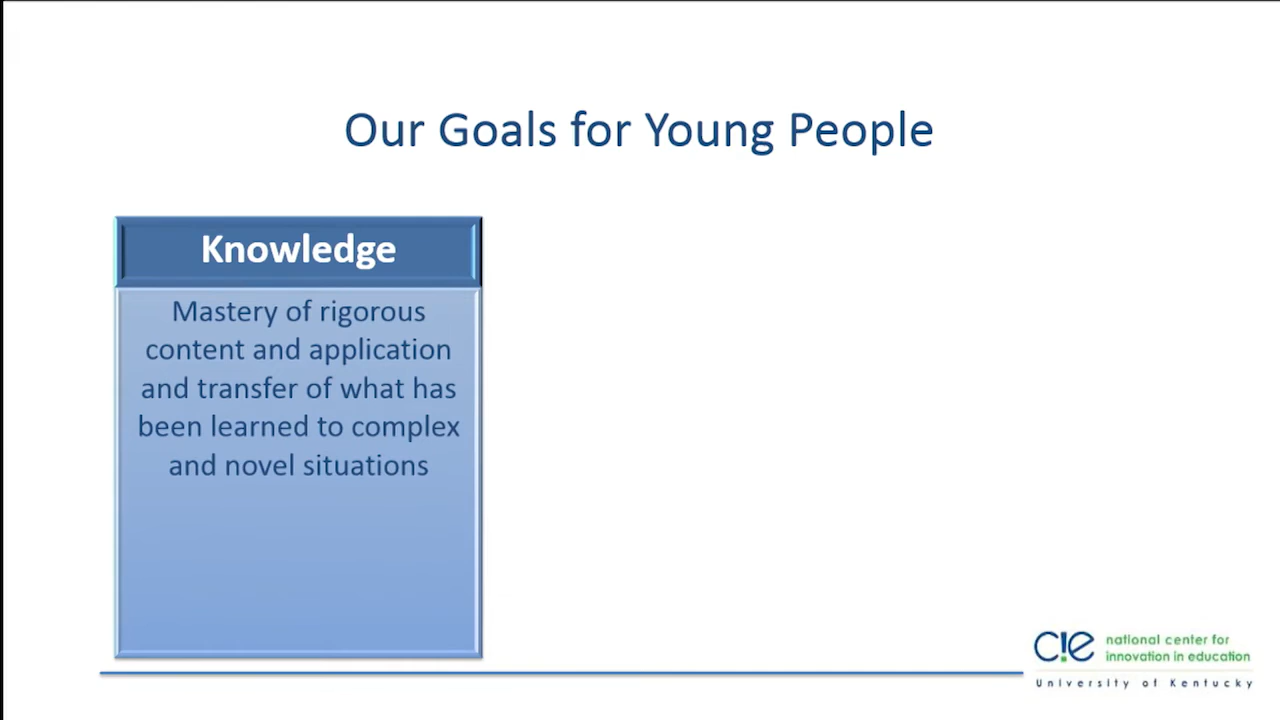 Our Goals for Young People
Knowledge
Mastery of rigorous
content and application
and transfer of what has
been learned to complex
and novel situations
c!e
national center for
innovation in education
University of Kentucky